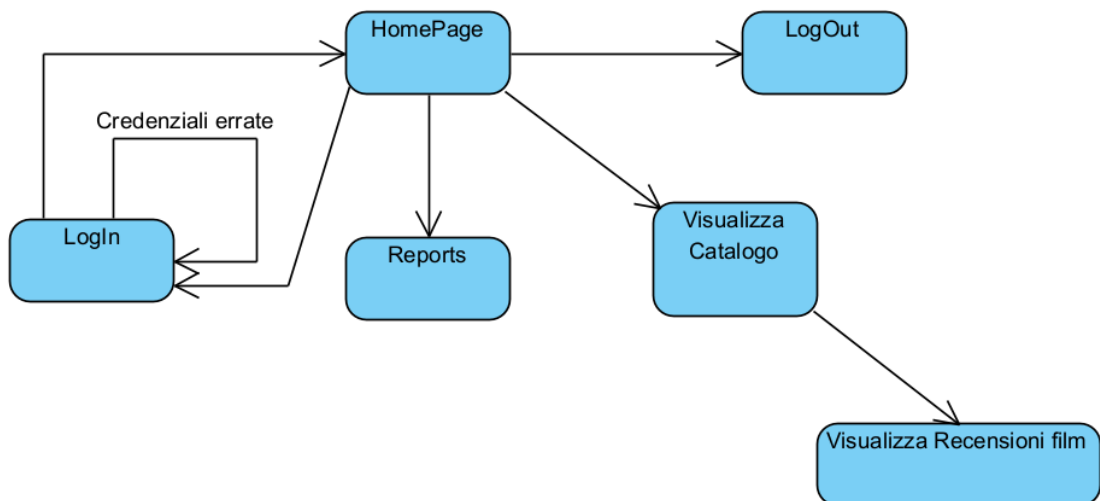 HomePage
LogOut
Credenziali errate
LogIn
Reports
Visualizza
Catalogo
Visualizza Recensioni film